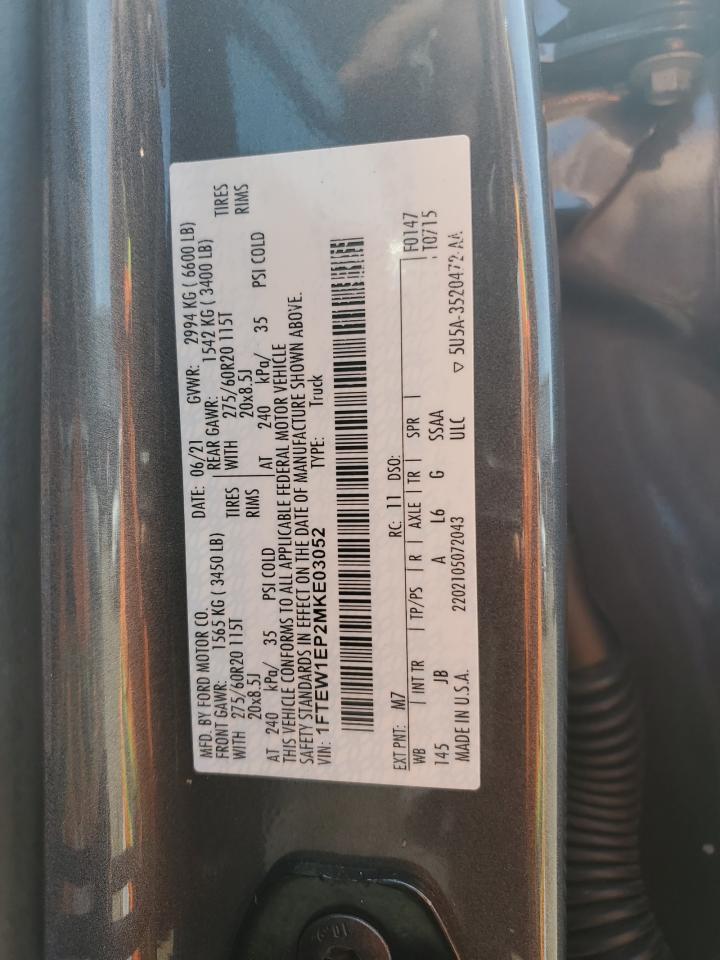 MFD. BY FORD MOTOR CO. DATE: 06/21 GVWR: 2994 KG ( 6600 LB)
FRONT GAWR: 1565 KG ( 3450 LB) REAR GAWR: 1542 KG ( 3400 LB)
WITH 275/60R20 115T TIRES WITH 275/60R20 115T TIRES
20x8.5J RIMS 20x8.5J RIMS
AT 240 kPa/ 35 PSI COLD AT 240 kPa/ 35 PSI COLD
THIS VEHICLE CONFORMS TO ALL APPLICABLE FEDERAL MOTOR VEHICLE
SAFETY STANDARDS IN EFFECT ON THE DATE OF MANUFACTURE SHOWN ABOVE.
VIN: 1FTEW1EP2MKE03052 TYPE: Truck
EXT PNT: M7 RC: 11 DSO: F0147
WB INT TR TP/PS R AXLE TR SPR T0715
145 JB A L6 G SSAA
MADE IN U.S.A. 2202105072043 ULC ▽ 5U5A-3520472-AA
10.9